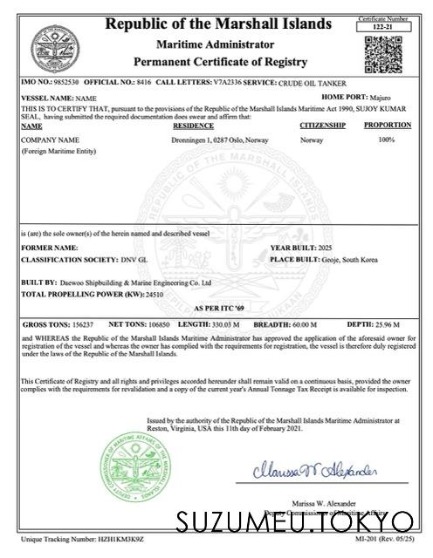 Republic of the Marshall Islands
Maritime Administrator
Permanent Certificate of Registry
Certificate Number
122-21
IMO NO.: 9852530 OFFICIAL NO.: 8416 CALL LETTERS: V7A2336 SERVICE: CRUDE OIL TANKER
VESSEL NAME: NAME HOME PORT: Majuro
THIS IS TO CERTIFY THAT, pursuant to the provisions of the Republic of the Marshall Islands Maritime Act 1990, SUJOY KUMAR
SEAL, having submitted the required documentation does swear and affirm that:
NAME RESIDENCE CITIZENSHIP PROPORTION
COMPANY NAME Dronningen 1, 0287 Oslo, Norway Norway 100%
(Foreign Maritime Entity)
is (are) the sole owner(s) of the herein named and described vessel
FORMER NAME: YEAR BUILT: 2025
CLASSIFICATION SOCIETY: DNV GL PLACE BUILT: Geoje, South Korea
BUILT BY: Daewoo Shipbuilding & Marine Engineering Co. Ltd
TOTAL PROPELLING POWER (KW): 24510
AS PER ITC '69
GROSS TONS: 156237 NET TONS: 106850 LENGTH: 330.03 M BREADTH: 60.00 M DEPTH: 25.96 M
and WHEREAS the Republic of the Marshall Islands Maritime Administrator has approved the application of the aforesaid owner for
registration of the vessel and whereas the owner has complied with the requirements for registration, the vessel is therefore duly registered
under the laws of the Republic of the Marshall Islands.
This Certificate of Registry and all rights and privileges accorded hereunder shall remain valid on a continuous basis, provided the owner
complies with the requirements for revalidation and a copy of the current year's Annual Tonnage Tax Receipt is available for inspection.
Issued by the authority of the Republic of the Marshall Islands Maritime Administrator at
Reston, Virginia, USA this 11th day of February 2021.
Marissa W Alexander
Marissa W. Alexander
Deputy Commissioner of Maritime Affairs
SUZUMEU.TOKYO
Unique Tracking Number: HZH1KM3K9Z MI-201 (Rev. 05/25)